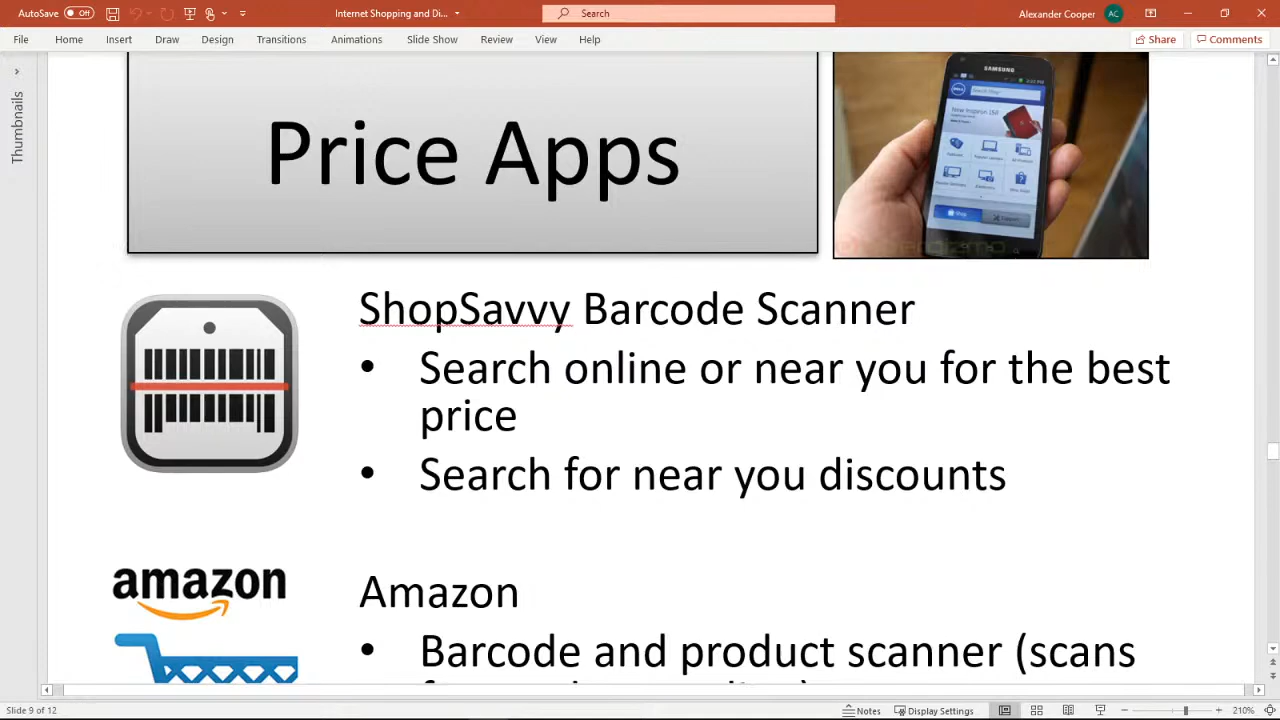 AutoSave Off Internet Shopping and Di... Search Alexander Cooper AC
File Home Insert Draw Design Transitions Animations Slide Show Review View Help Share Comments
Thumbnails
SAMSUNG
Price Apps
ShopSavvy Barcode Scanner
• Search online or near you for the best
price
• Search for near you discounts
amazon
Amazon
• Barcode and product scanner (scans
Slide 9 of 12 Notes Display Settings 210%